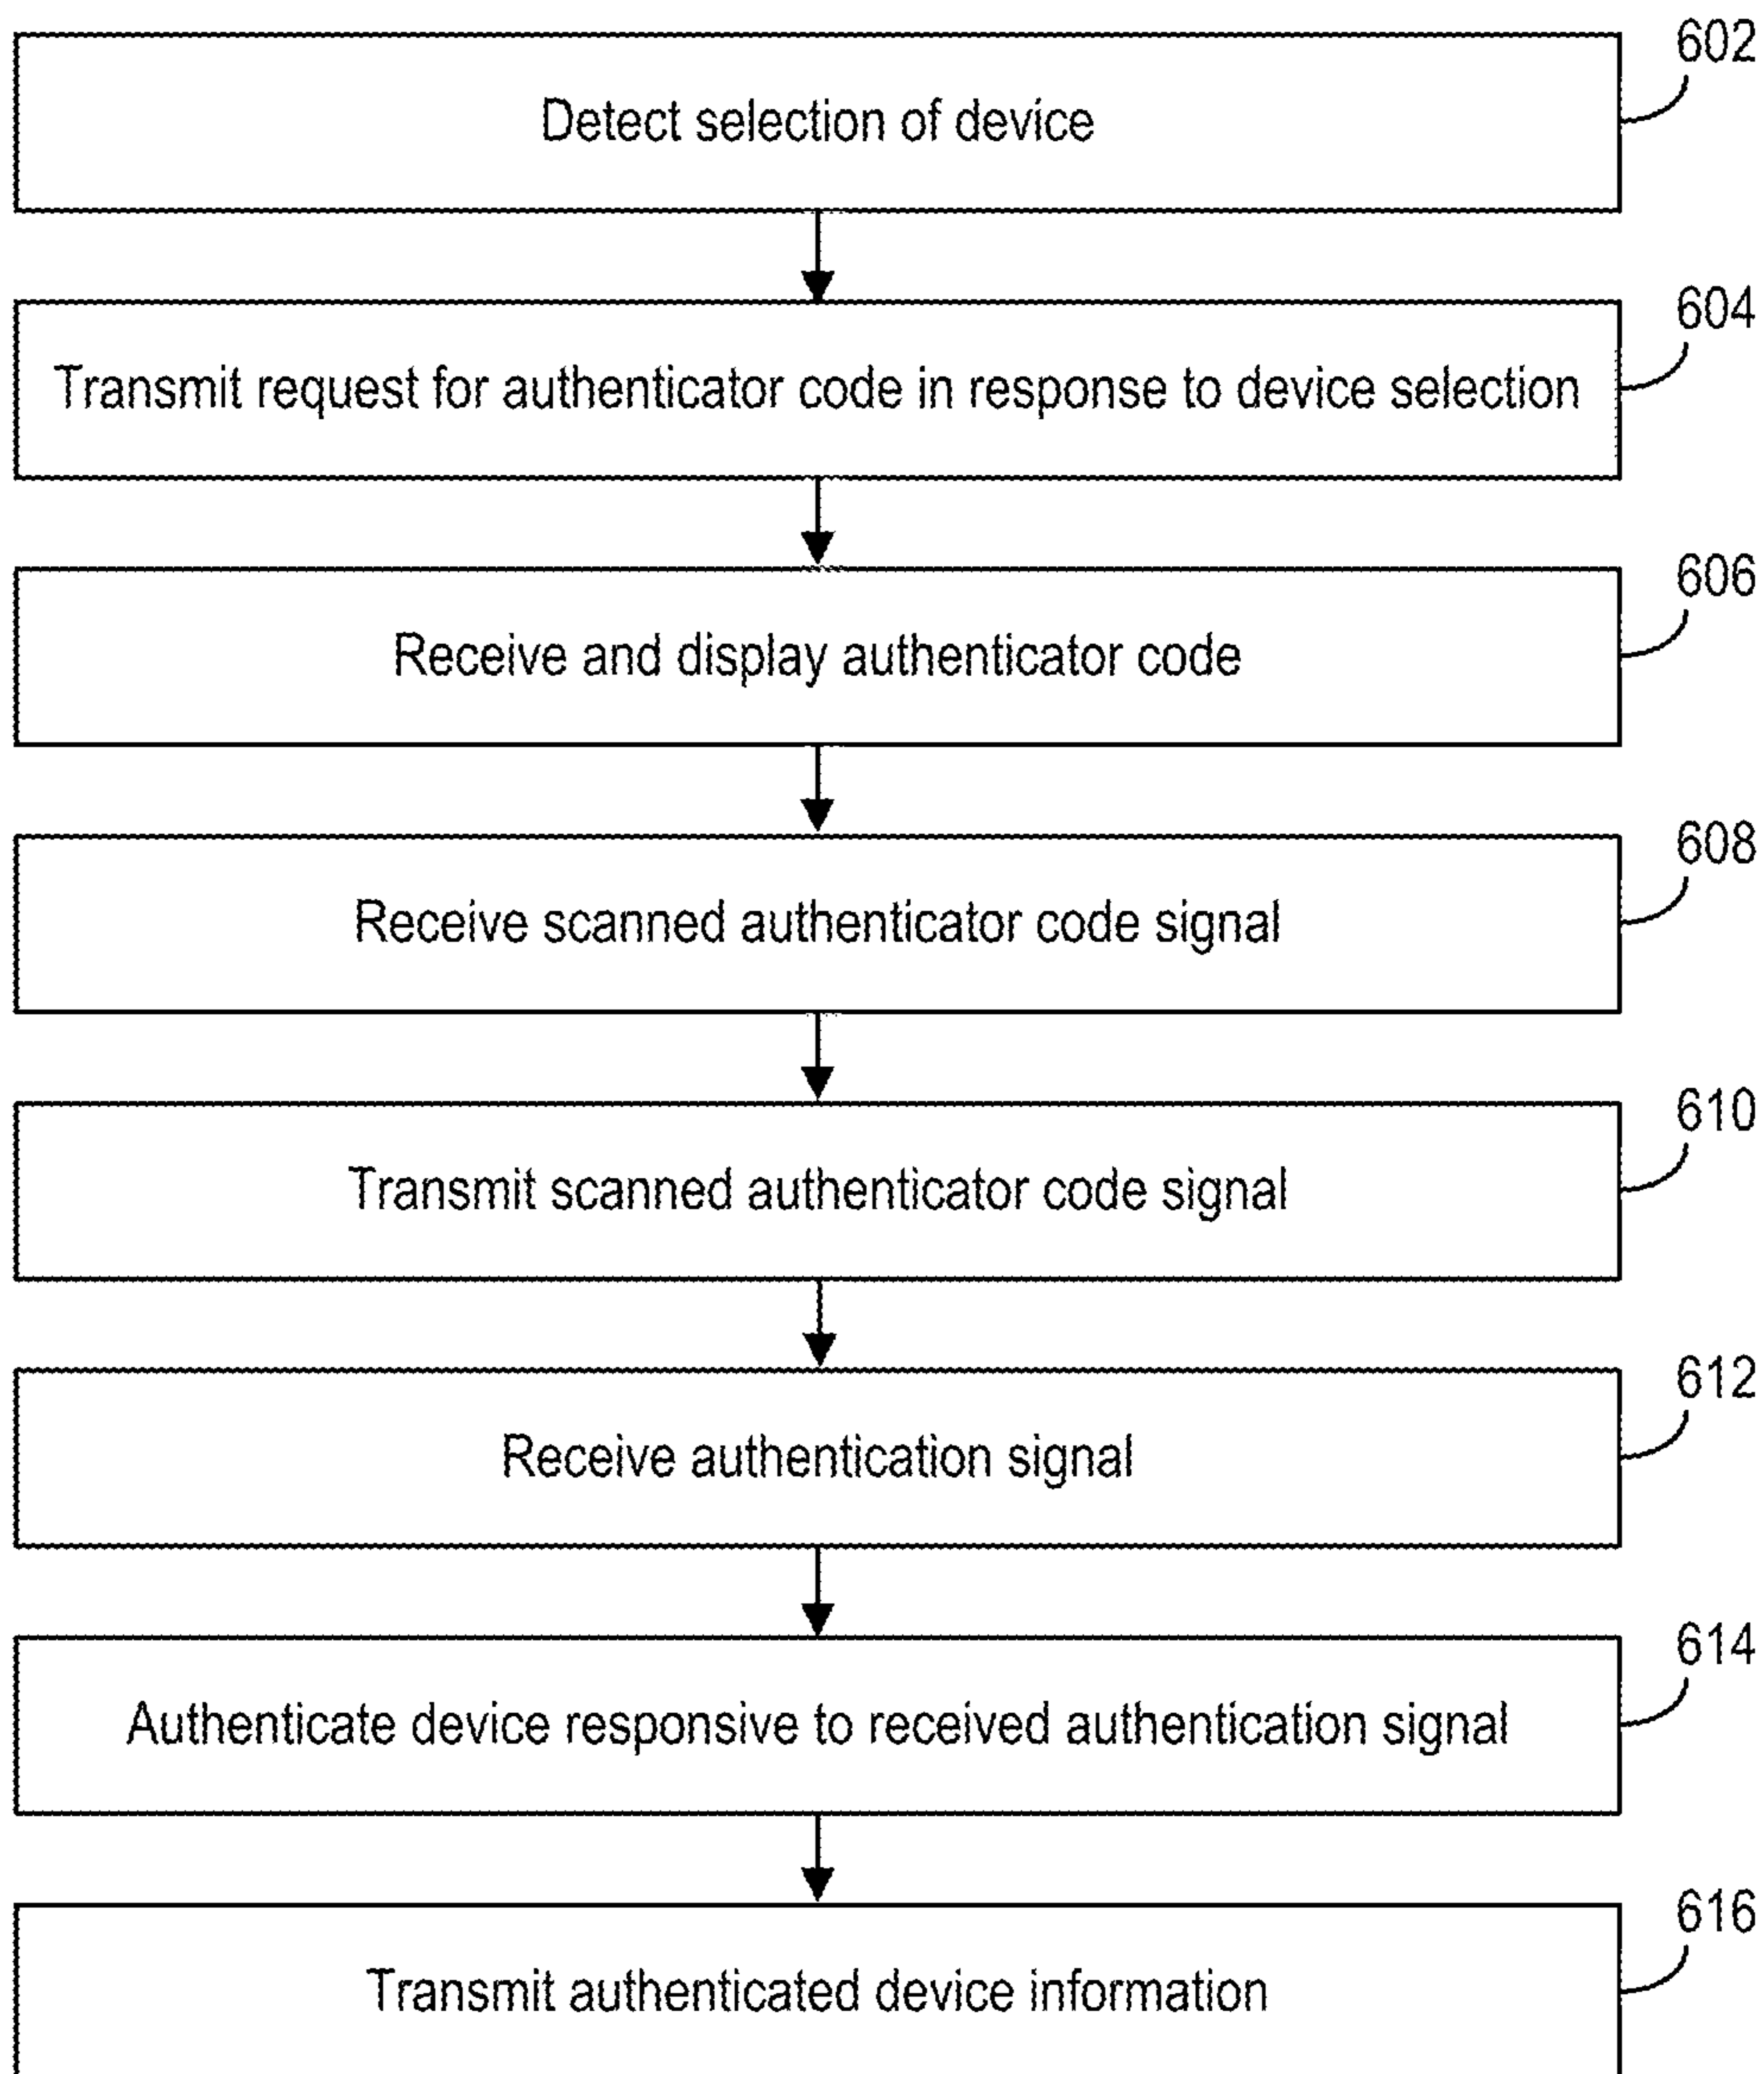 602
Detect selection of device
604
Transmit request for authenticator code in response to device selection
606
Receive and display authenticator code
608
Receive scanned authenticator code signal
610
Transmit scanned authenticator code signal
612
Receive authentication signal
614
Authenticate device responsive to received authentication signal
616
Transmit authenticated device information